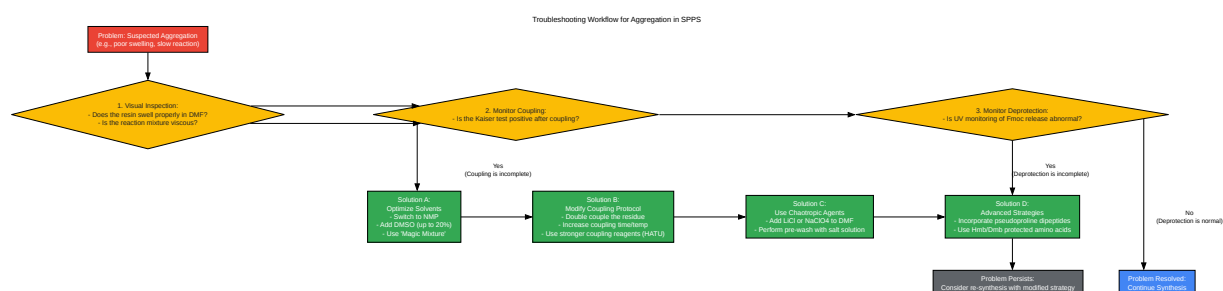 Troubleshooting Workflow for Aggregation in SPPS
Problem: Suspected Aggregation
(e.g., poor swelling, slow reaction)
1. Visual Inspection:
- Does the resin swell properly in DMF?
- Is the reaction mixture viscous?
2. Monitor Coupling:
- Is the Kaiser test positive after coupling?
3. Monitor Deprotection:
- Is UV monitoring of Fmoc release abnormal?
Yes
(Coupling is incomplete)
Yes
(Deprotection is incomplete)
No
(Deprotection is normal)
Solution A:
Optimize Solvents
- Switch to NMP
- Add DMSO (up to 20%)
- Use 'Magic Mixture'
Solution B:
Modify Coupling Protocol
- Double couple the residue
- Increase coupling time/temp
- Use stronger coupling reagents (HATU)
Solution C:
Use Chaotropic Agents
- Add LiCl or NaClO4 to DMF
- Perform pre-wash with salt solution
Solution D:
Advanced Strategies
- Incorporate pseudoproline dipeptides
- Use Hmb/Dmb protected amino acids
Problem Persists:
Consider re-synthesis with modified strategy
Problem Resolved:
Continue Synthesis